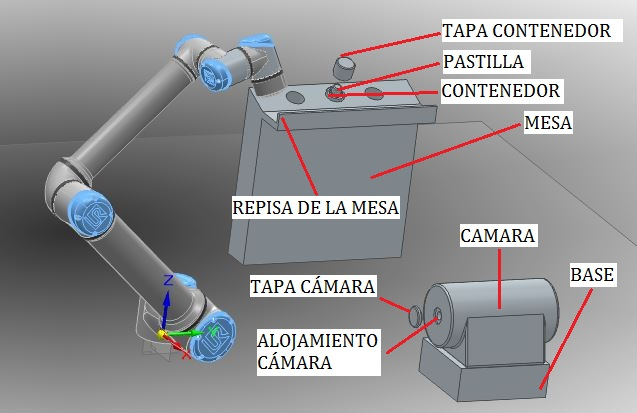 TAPA CONTENEDOR
PASTILLA
CONTENEDOR
MESA
REPISA DE LA MESA
CAMARA
BASE
TAPA CÁMARA
ALOJAMIENTO
CÁMARA
Z
X